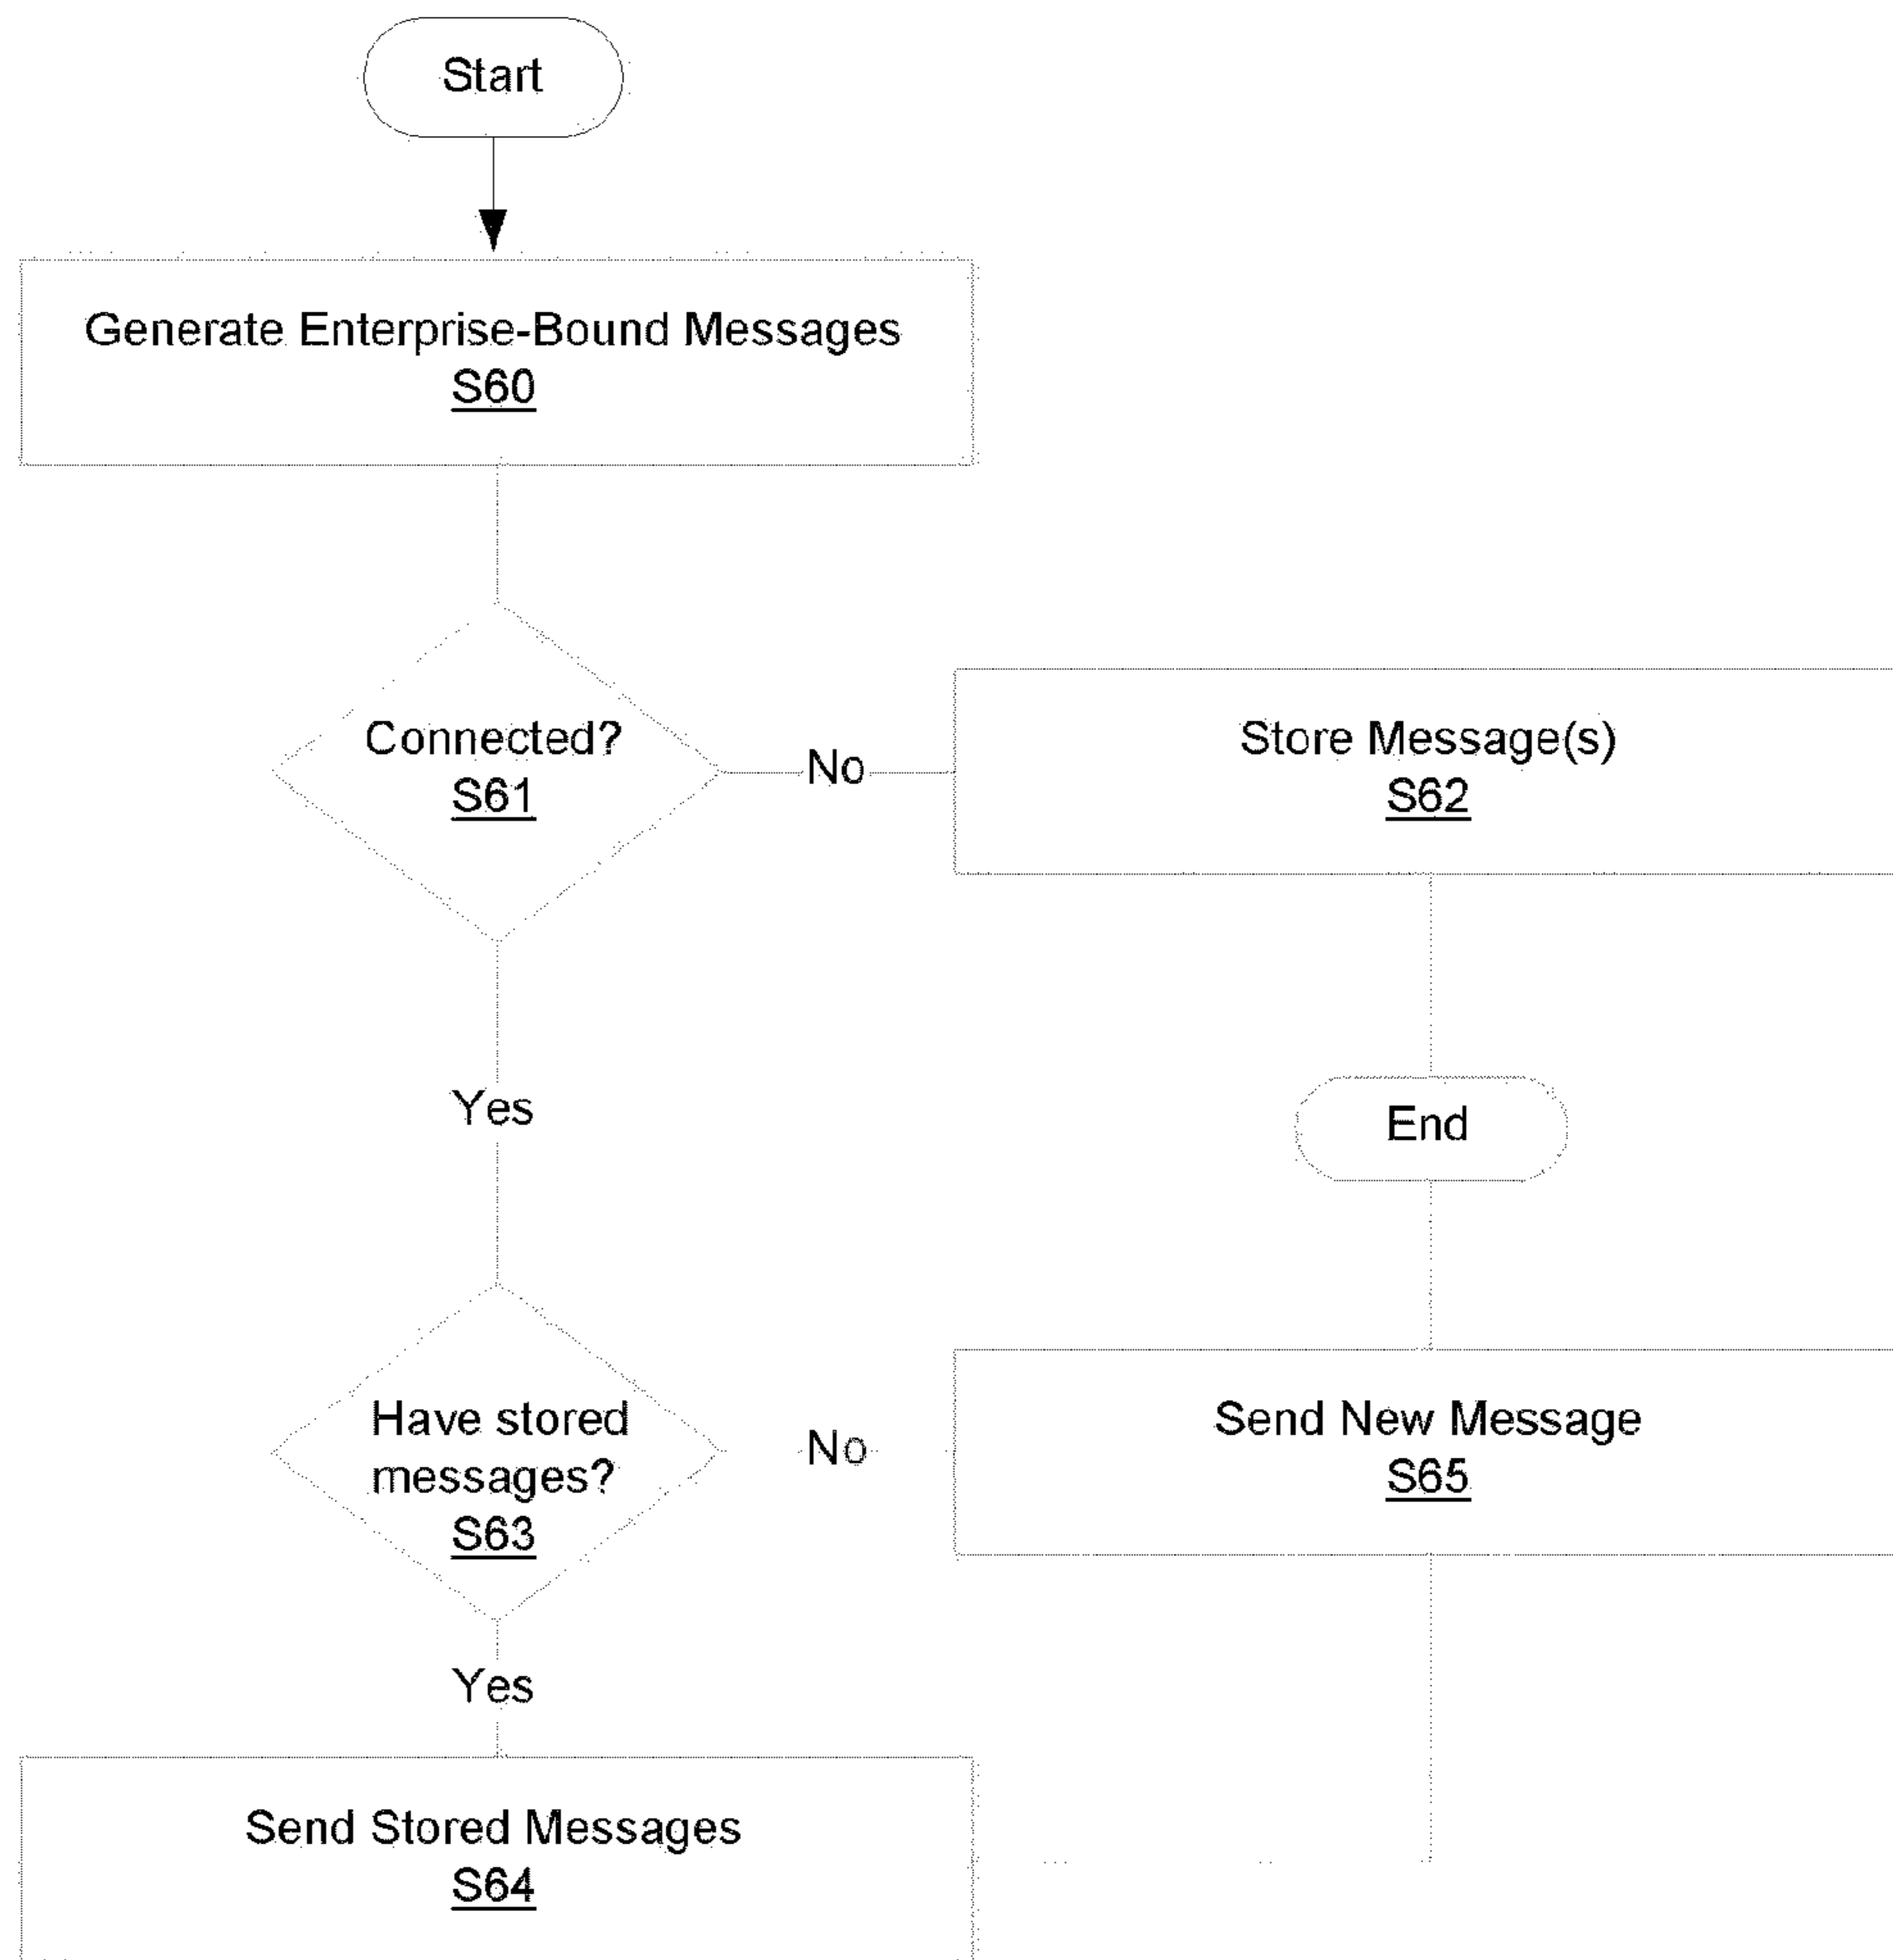 Start
Generate Enterprise-Bound Messages
S60
Connected?
S61
No
Store Message(s)
S62
Yes
End
Have stored
messages?
S63
No
Send New Message
S65
Yes
Send Stored Messages
S64